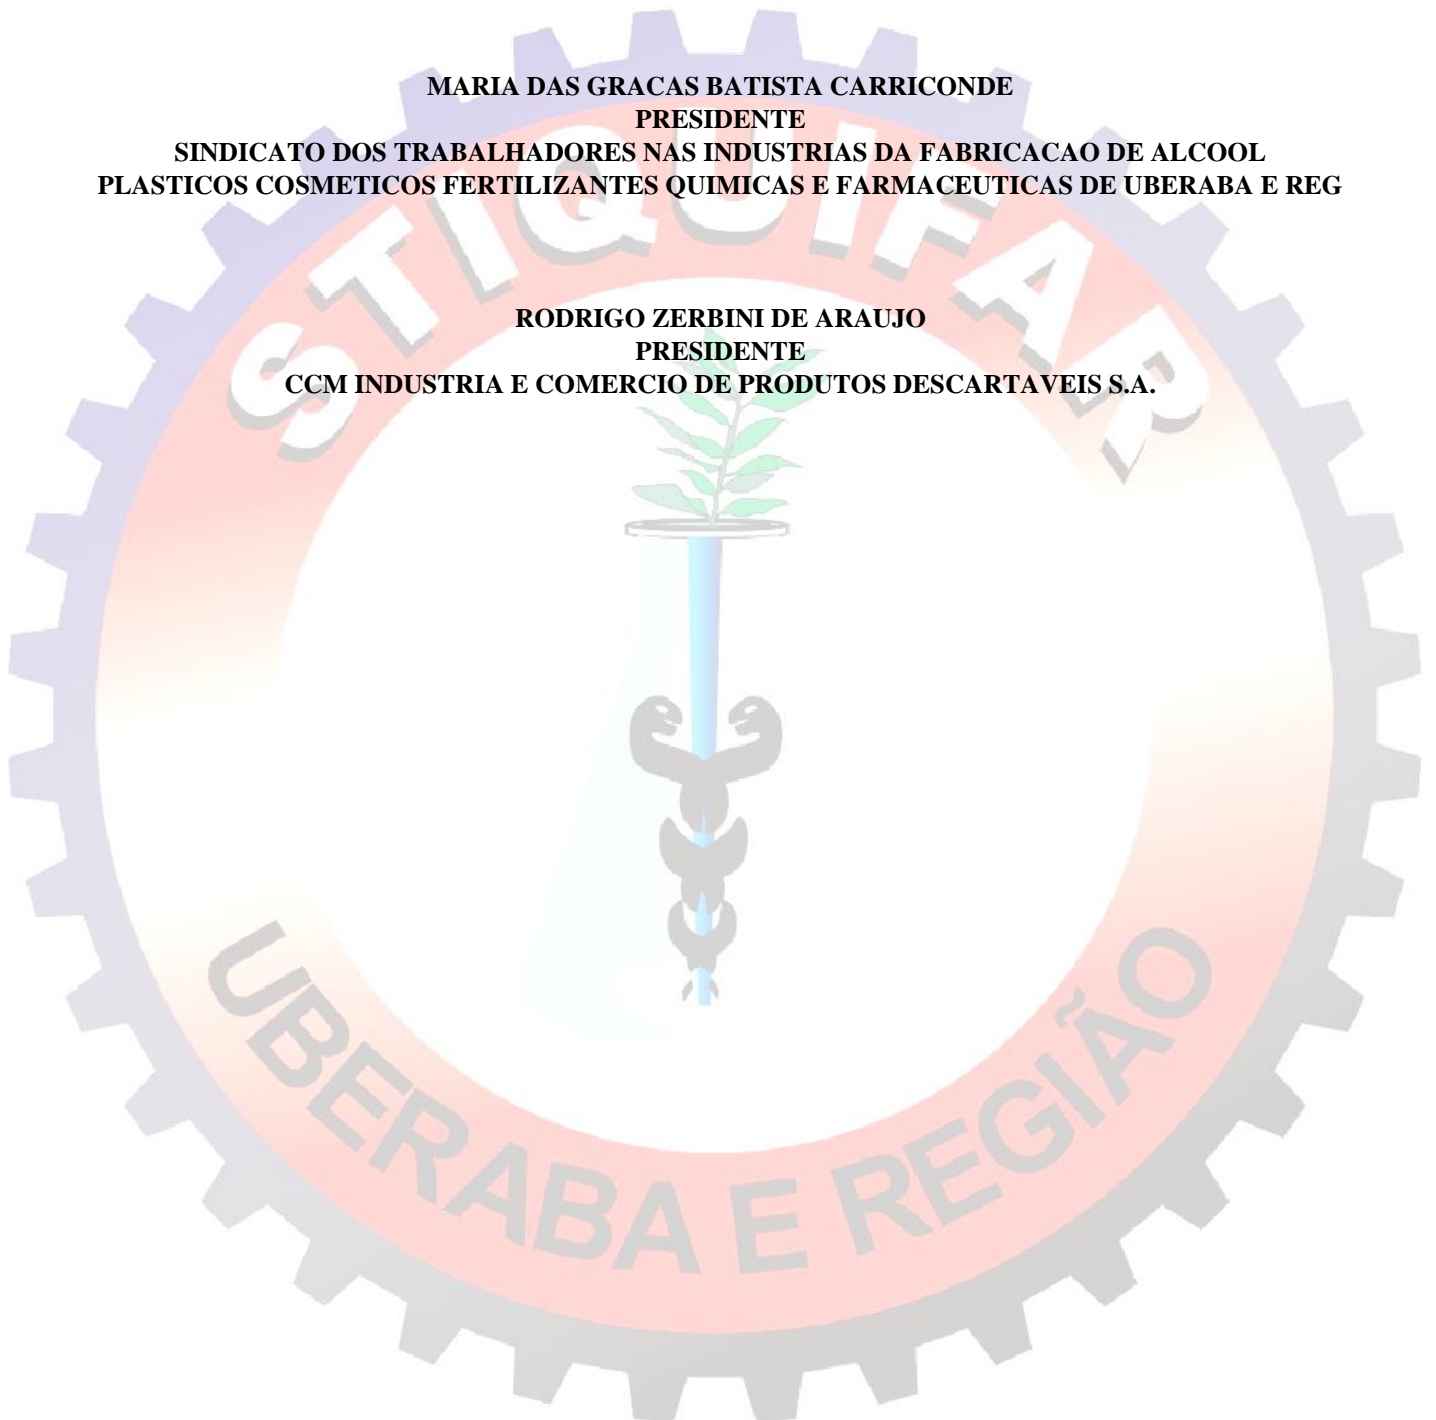 MARIA DAS GRACAS BATISTA CARRICONDE
PRESIDENTE
SINDICATO DOS TRABALHADORES NAS INDUSTRIAS DA FABRICACAO DE ALCOOL
PLASTICOS COSMETICOS FERTILIZANTES QUIMICAS E FARMACEUTICAS DE UBERABA E REG
STIQUIFAR
RODRIGO ZERBINI DE ARAUJO
PRESIDENTE
CCM INDUSTRIA E COMERCIO DE PRODUTOS DESCARTAVEIS S.A.
UBERABA E REGIÃO